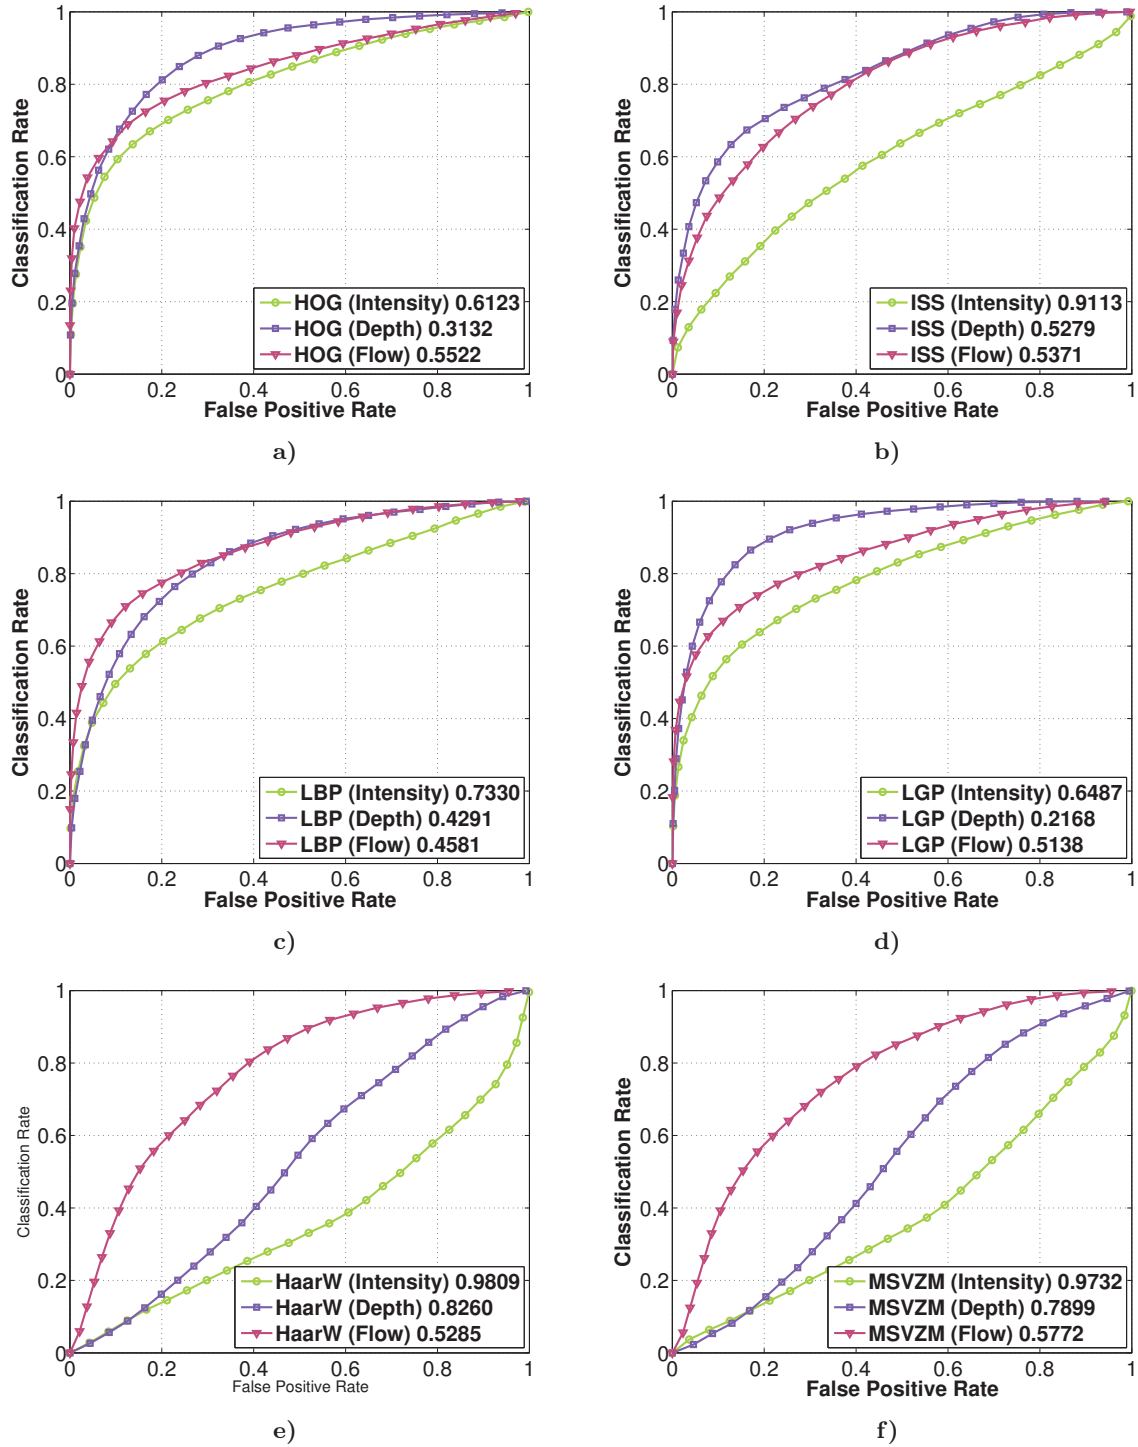 1
0.8
0.6
0.4
0.2
0
0 0.2 0.4 0.6 0.8 1
Classification Rate
False Positive Rate
HOG (Intensity) 0.6123
HOG (Depth) 0.3132
HOG (Flow) 0.5522
a)
1
0.8
0.6
0.4
0.2
0
0 0.2 0.4 0.6 0.8 1
Classification Rate
False Positive Rate
ISS (Intensity) 0.9113
ISS (Depth) 0.5279
ISS (Flow) 0.5371
b)
1
0.8
0.6
0.4
0.2
0
0 0.2 0.4 0.6 0.8 1
Classification Rate
False Positive Rate
LBP (Intensity) 0.7330
LBP (Depth) 0.4291
LBP (Flow) 0.4581
c)
1
0.8
0.6
0.4
0.2
0
0 0.2 0.4 0.6 0.8 1
Classification Rate
False Positive Rate
LGP (Intensity) 0.6487
LGP (Depth) 0.2168
LGP (Flow) 0.5138
d)
1
0.8
0.6
0.4
0.2
0
0 0.2 0.4 0.6 0.8 1
Classification Rate
False Positive Rate
HaarW (Intensity) 0.9809
HaarW (Depth) 0.8260
HaarW (Flow) 0.5285
e)
1
0.8
0.6
0.4
0.2
0
0 0.2 0.4 0.6 0.8 1
Classification Rate
False Positive Rate
MSVZM (Intensity) 0.9732
MSVZM (Depth) 0.7899
MSVZM (Flow) 0.5772
f)